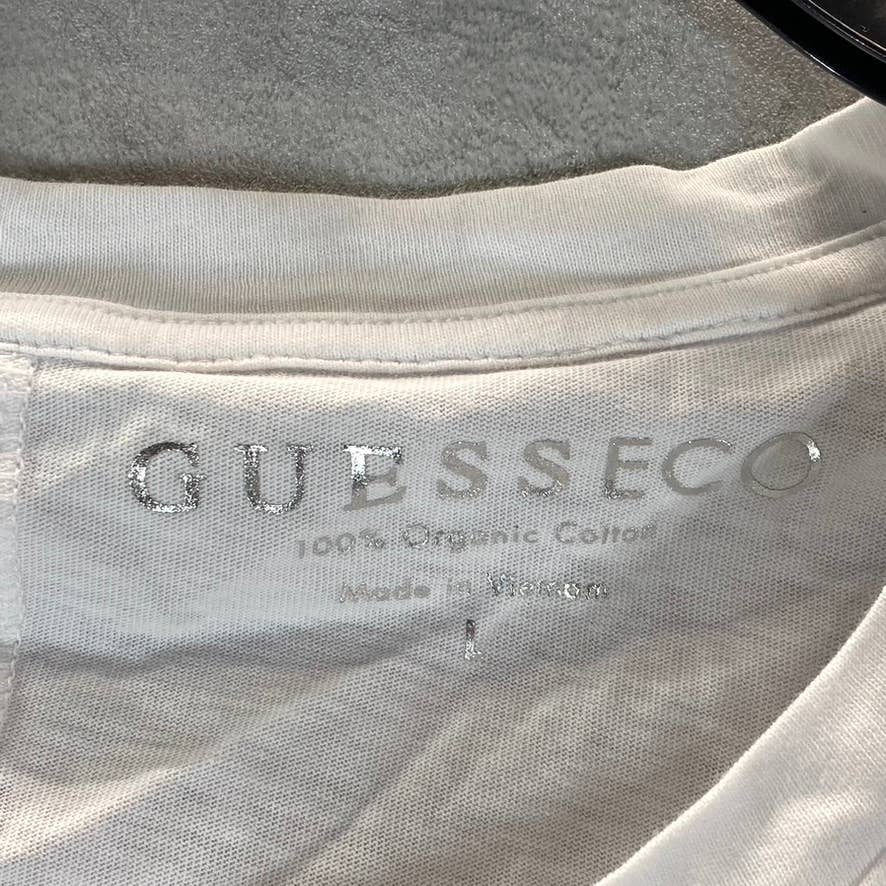 GUESSECO
100% Organic Cotton
Made in Vietnam
L